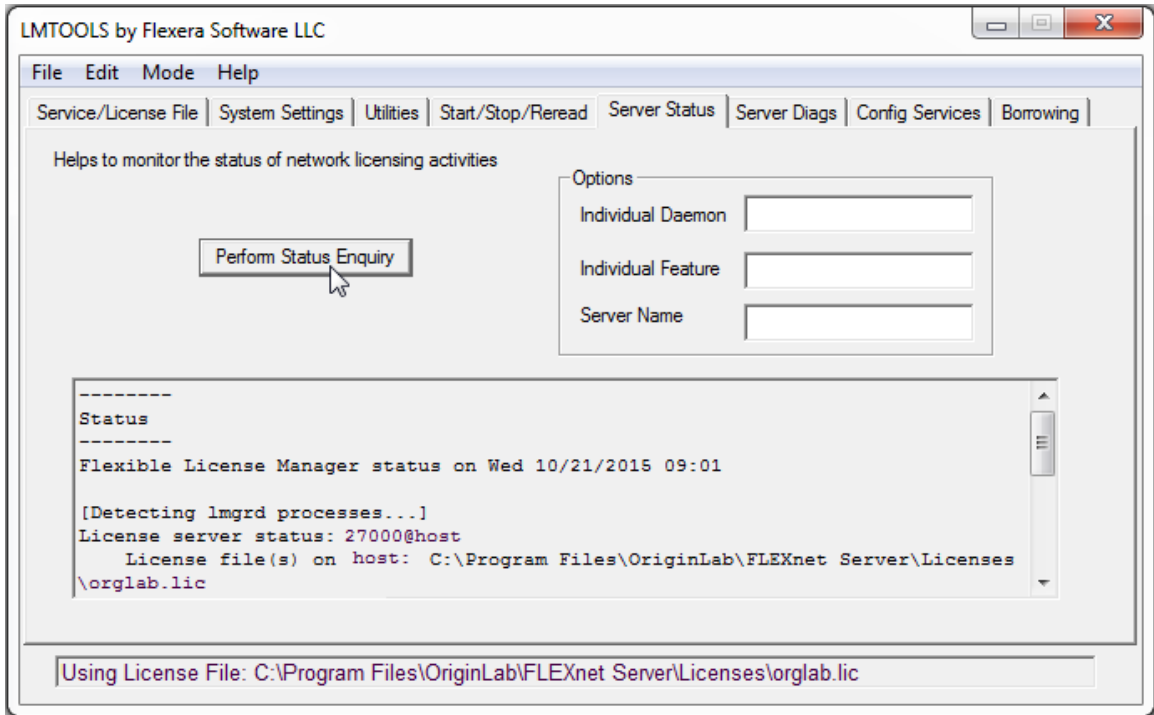 LMTOOLS by Flexera Software LLC
File Edit Mode Help
Service/License File System Settings Utilities Start/Stop/Reread Server Status Server Diags Config Services Borrowing
Helps to monitor the status of network licensing activities
Options
Individual Daemon
Perform Status Enquiry
Individual Feature
Server Name
--------
Status
--------
Flexible License Manager status on Wed 10/21/2015 09:01
[Detecting lmgrd processes...]
License server status: 27000@host
License file(s) on host: C:\Program Files\OriginLab\FLEXnet Server\Licenses
\orglab.lic
Using License File: C:\Program Files\OriginLab\FLEXnet Server\Licenses\orglab.lic